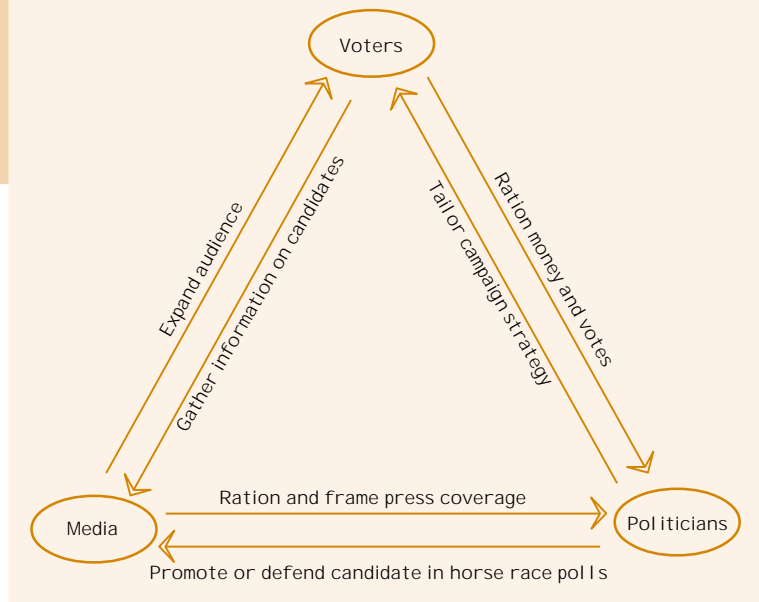 Voters
Expand audience
Gather information on candidates
Tailor campaign strategy
Ration money and votes
Ration and frame press coverage
Media
Politicians
Promote or defend candidate in horse race polls